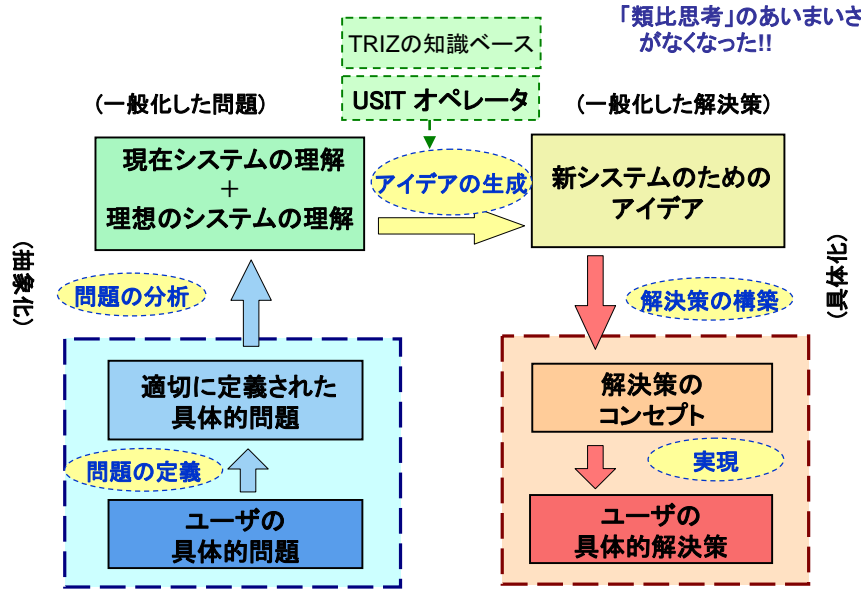 「類比思考」のあいまいさ
がなくなった!!
TRIZの知識ベース
USIT オペレータ
(一般化した問題)
(一般化した解決策)
現在システムの理解
+
理想のシステムの理解
アイデアの生成
新システムのための
アイデア
(抽象化)
(具体化)
問題の分析
解決策の構築
適切に定義された
具体的問題
解決策の
コンセプト
問題の定義
実現
ユーザの
具体的問題
ユーザの
具体的解決策